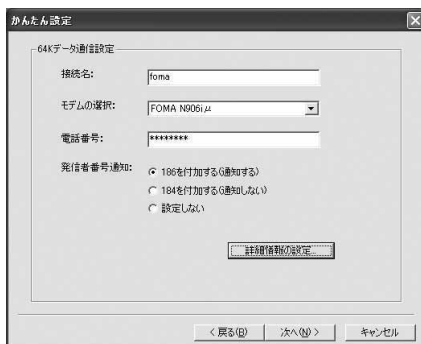 かんたん設定
64Kデータ通信設定
接続名: foma
モデムの選択: FOMA N906iμ
電話番号: ********
発信者番号通知: 186を付加する(通知する)
184を付加する(通知しない)
設定しない
詳細情報の設定...
< 戻る(B) 次へ(N) > キャンセル